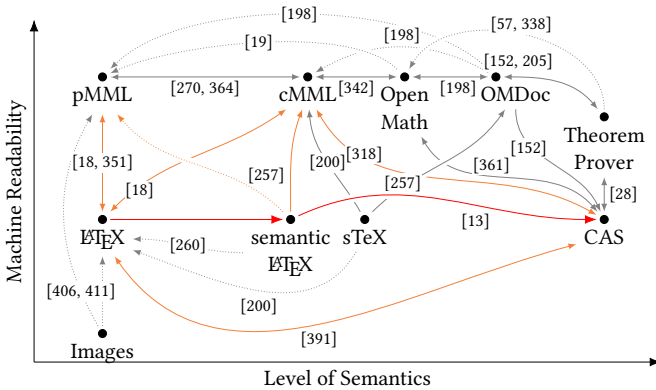 [198]
[57, 338]
[19]
[198]
[152, 205]
[270, 364]
[342]
[198]
pMML
cMML
Open
Math
OMDoc
Theorem
Prover
[18, 351]
[200]
[318]
[152]
[361]
[18]
[257]
[257]
[28]
[13]
LATEX
semantic
LATEX
sTeX
CAS
[260]
[406, 411]
[200]
[391]
Images
Machine Readability
Level of Semantics